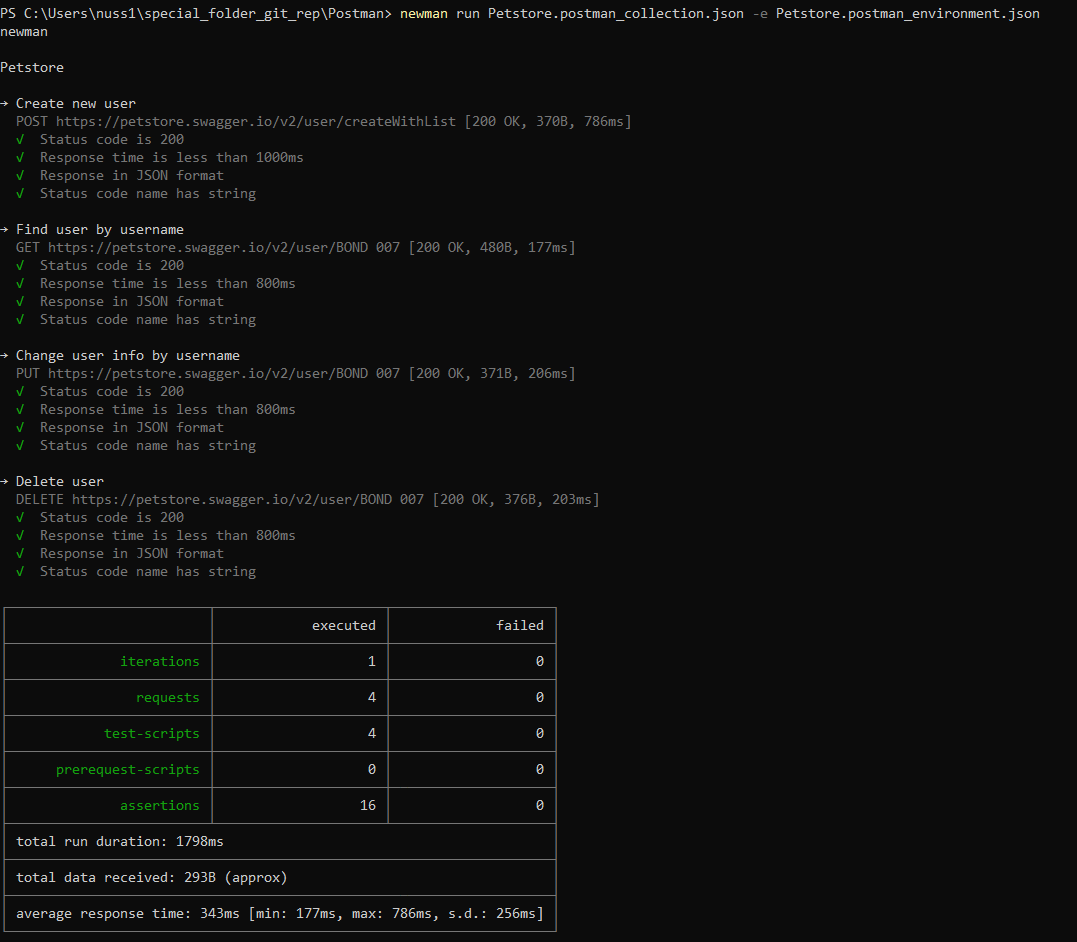 PS C:\Users\nuss1\special_folder_git_rep\Postman> newman run Petstore.postman_collection.json -e Petstore.postman_environment.json
newman
Petstore
→ Create new user
POST https://petstore.swagger.io/v2/user/createWithList [200 OK, 370B, 786ms]
√ Status code is 200
√ Response time is less than 1000ms
√ Response in JSON format
√ Status code name has string
→ Find user by username
GET https://petstore.swagger.io/v2/user/BOND 007 [200 OK, 480B, 177ms]
√ Status code is 200
√ Response time is less than 800ms
√ Response in JSON format
√ Status code name has string
→ Change user info by username
PUT https://petstore.swagger.io/v2/user/BOND 007 [200 OK, 371B, 206ms]
√ Status code is 200
√ Response time is less than 800ms
√ Response in JSON format
√ Status code name has string
→ Delete user
DELETE https://petstore.swagger.io/v2/user/BOND 007 [200 OK, 376B, 203ms]
√ Status code is 200
√ Response time is less than 800ms
√ Response in JSON format
√ Status code name has string
executed failed
iterations 1 0
requests 4 0
test-scripts 4 0
prerequest-scripts 0 0
assertions 16 0
total run duration: 1798ms
total data received: 293B (approx)
average response time: 343ms [min: 177ms, max: 786ms, s.d.: 256ms]